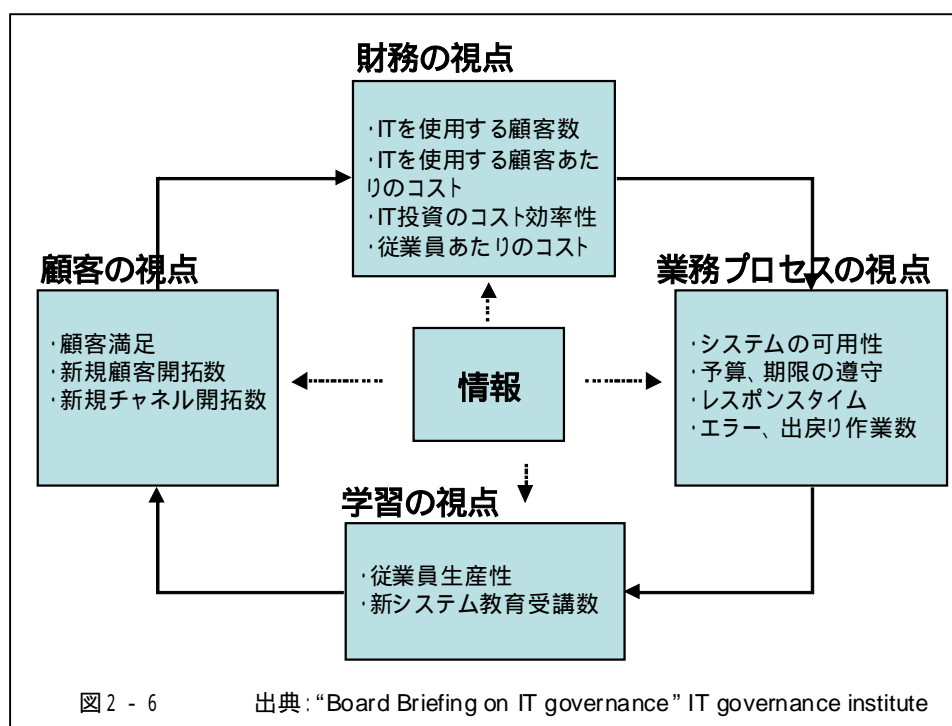 財務の視点
·ITを使用する顧客数
·ITを使用する顧客あた
りのコスト
·IT投資のコスト効率性
·従業員あたりのコスト
顧客の視点
·顧客満足
·新規顧客開拓数
·新規チャネル開拓数
情報
業務プロセスの視点
·システムの可用性
·予算、期限の遵守
·レスポンスタイム
·エラー、出戻り作業数
学習の視点
·従業員生産性
·新システム教育受講数
図2 - 6 出典:“Board Briefing on IT governance” IT governance institute